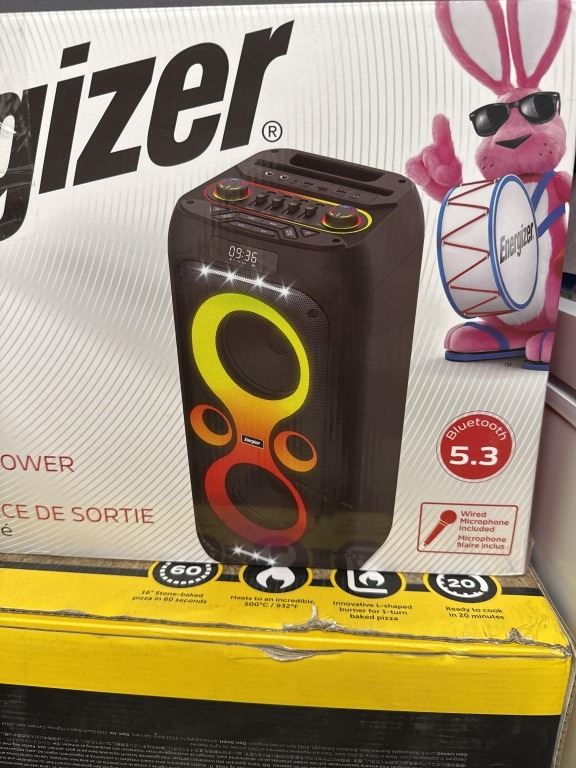 gizer®
09:36
Energizer
Energizer
TM
Bluetooth
5.3
OWER
CE DE SORTIE
é
Wired
Microphone
Included
Microphone
filaire inclus
60
16" Stone-baked
pizza in 60 seconds
Heats to an incredible
500°C / 932°F
Innovative L-shaped
burner for 1-turn
baked pizza
20
Ready to cook
in 20 minutes